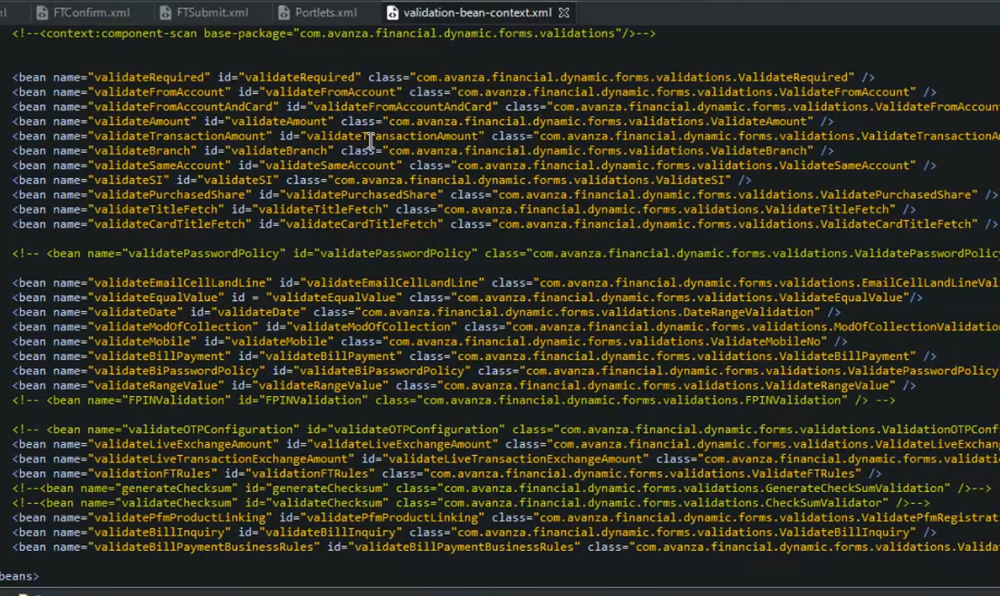 FTConfirm.xml FTSubmit.xml Portlets.xml validation-bean-context.xml
<!--<context:component-scan base-package="com.avanza.financial.dynamic.forms.validations"/>-->
<bean name="validateRequired" id="validateRequired" class="com.avanza.financial.dynamic.forms.validations.ValidateRequired" />
<bean name="validateFromAccount" id="validateFromAccount" class="com.avanza.financial.dynamic.forms.validations.ValidateFromAccount" />
<bean name="validateFromAccountAndCard" id="validateFromAccountAndCard" class="com.avanza.financial.dynamic.forms.validations.ValidateFromAccoun
<bean name="validateAmount" id="validateAmount" class="com.avanza.financial.dynamic.forms.validations.ValidateAmount" />
<bean name="validateTransactionAmount" id="validateTransactionAmount" class="com.avanza.financial.dynamic.forms.validations.ValidateTransactionA
<bean name="validateBranch" id="validateBranch" class="com.avanza.financial.dynamic.forms.validations.ValidateBranch" />
<bean name="validateSameAccount" id="validateSameAccount" class="com.avanza.financial.dynamic.forms.validations.ValidateSameAccount" />
<bean name="validateSI" id="validateSI" class="com.avanza.financial.dynamic.forms.validations.ValidateSI" />
<bean name="validatePurchasedShare" id="validatePurchasedShare" class="com.avanza.financial.dynamic.forms.validations.ValidatePurchasedShare" />
<bean name="validateTitleFetch" id="validateTitleFetch" class="com.avanza.financial.dynamic.forms.validations.ValidateTitleFetch" />
<bean name="validateCardTitleFetch" id="validateCardTitleFetch" class="com.avanza.financial.dynamic.forms.validations.ValidateCardTitleFetch" />
<!-- <bean name="validatePasswordPolicy" id="validatePasswordPolicy" class="com.avanza.financial.dynamic.forms.validations.ValidatePasswordPolicy
<bean name="validateEmailCellLandLine" id="validateEmailCellLandLine" class="com.avanza.financial.dynamic.forms.validations.EmailCellLandLineVal
<bean name="validateEqualValue" id = "validateEqualValue" class="com.avanza.financial.dynamic.forms.validations.ValidateEqualValue"/>
<bean name="validateDate" id="validateDate" class="com.avanza.financial.dynamic.forms.validations.DateRangeValidation" />
<bean name="validateModOfCollection" id="validateModOfCollection" class="com.avanza.financial.dynamic.forms.validations.ModOfCollectionValidatio
<bean name="validateMobile" id="validateMobile" class="com.avanza.financial.dynamic.forms.validations.ValidateMobileNo" />
<bean name="validateBillPayment" id="validateBillPayment" class="com.avanza.financial.dynamic.forms.validations.ValidateBillPayment" />
<bean name="validateBiPasswordPolicy" id="validateBiPasswordPolicy" class="com.avanza.financial.dynamic.forms.validations.ValidatePasswordPolicy
<bean name="validateRangeValue" id="validateRangeValue" class="com.avanza.financial.dynamic.forms.validations.ValidateRangeValue" />
<!-- <bean name="FPINValidation" id="FPINValidation" class="com.avanza.financial.dynamic.forms.validations.FPINValidation" /> -->
<!-- <bean name="validateOTPConfiguration" id="validateOTPConfiguration" class="com.avanza.financial.dynamic.forms.validations.ValidationOTPConf
<bean name="validateLiveExchangeAmount" id="validateLiveExchangeAmount" class="com.avanza.financial.dynamic.forms.validations.ValidateLiveExchan
<bean name="validateLiveTransactionExchangeAmount" id="validateLiveTransactionExchangeAmount" class="com.avanza.financial.dynamic.forms.validatio
<bean name="validationFTRules" id="validationFTRules" class="com.avanza.financial.dynamic.forms.validations.ValidateFTRules" />
<!--<bean name="generateChecksum" id="generateChecksum" class="com.avanza.financial.dynamic.forms.validations.GenerateCheckSumValidation" />-->
<!--<bean name="validateChecksum" id="validateChecksum" class="com.avanza.financial.dynamic.forms.validations.CheckSumValidator" />-->
<bean name="validatePfmProductLinking" id="validatePfmProductLinking" class="com.avanza.financial.dynamic.forms.validations.ValidatePfmRegistrat
<bean name="validateBillInquiry" id="validateBillInquiry" class="com.avanza.financial.dynamic.forms.validations.ValidateBillInquiry" />
<bean name="validateBillPaymentBusinessRules" id="validateBillPaymentBusinessRules" class="com.avanza.financial.dynamic.forms.validations.Valida
beans>